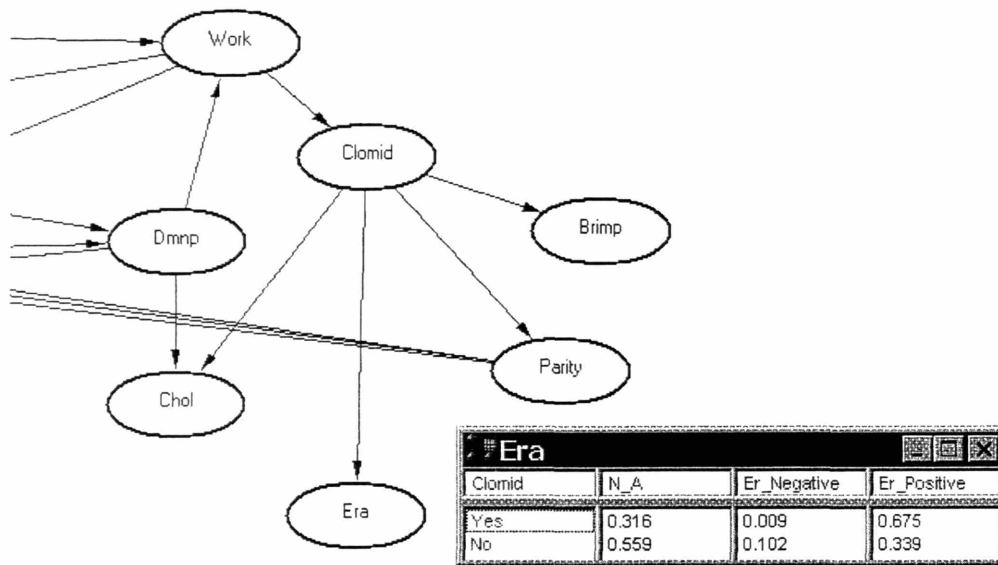 Work
Clomid
Dmnp
Brimp
Parity
Chol
Era
Era
Clomid N_A Er_Negative Er_Positive
Yes 0.316 0.009 0.675
No 0.559 0.102 0.339